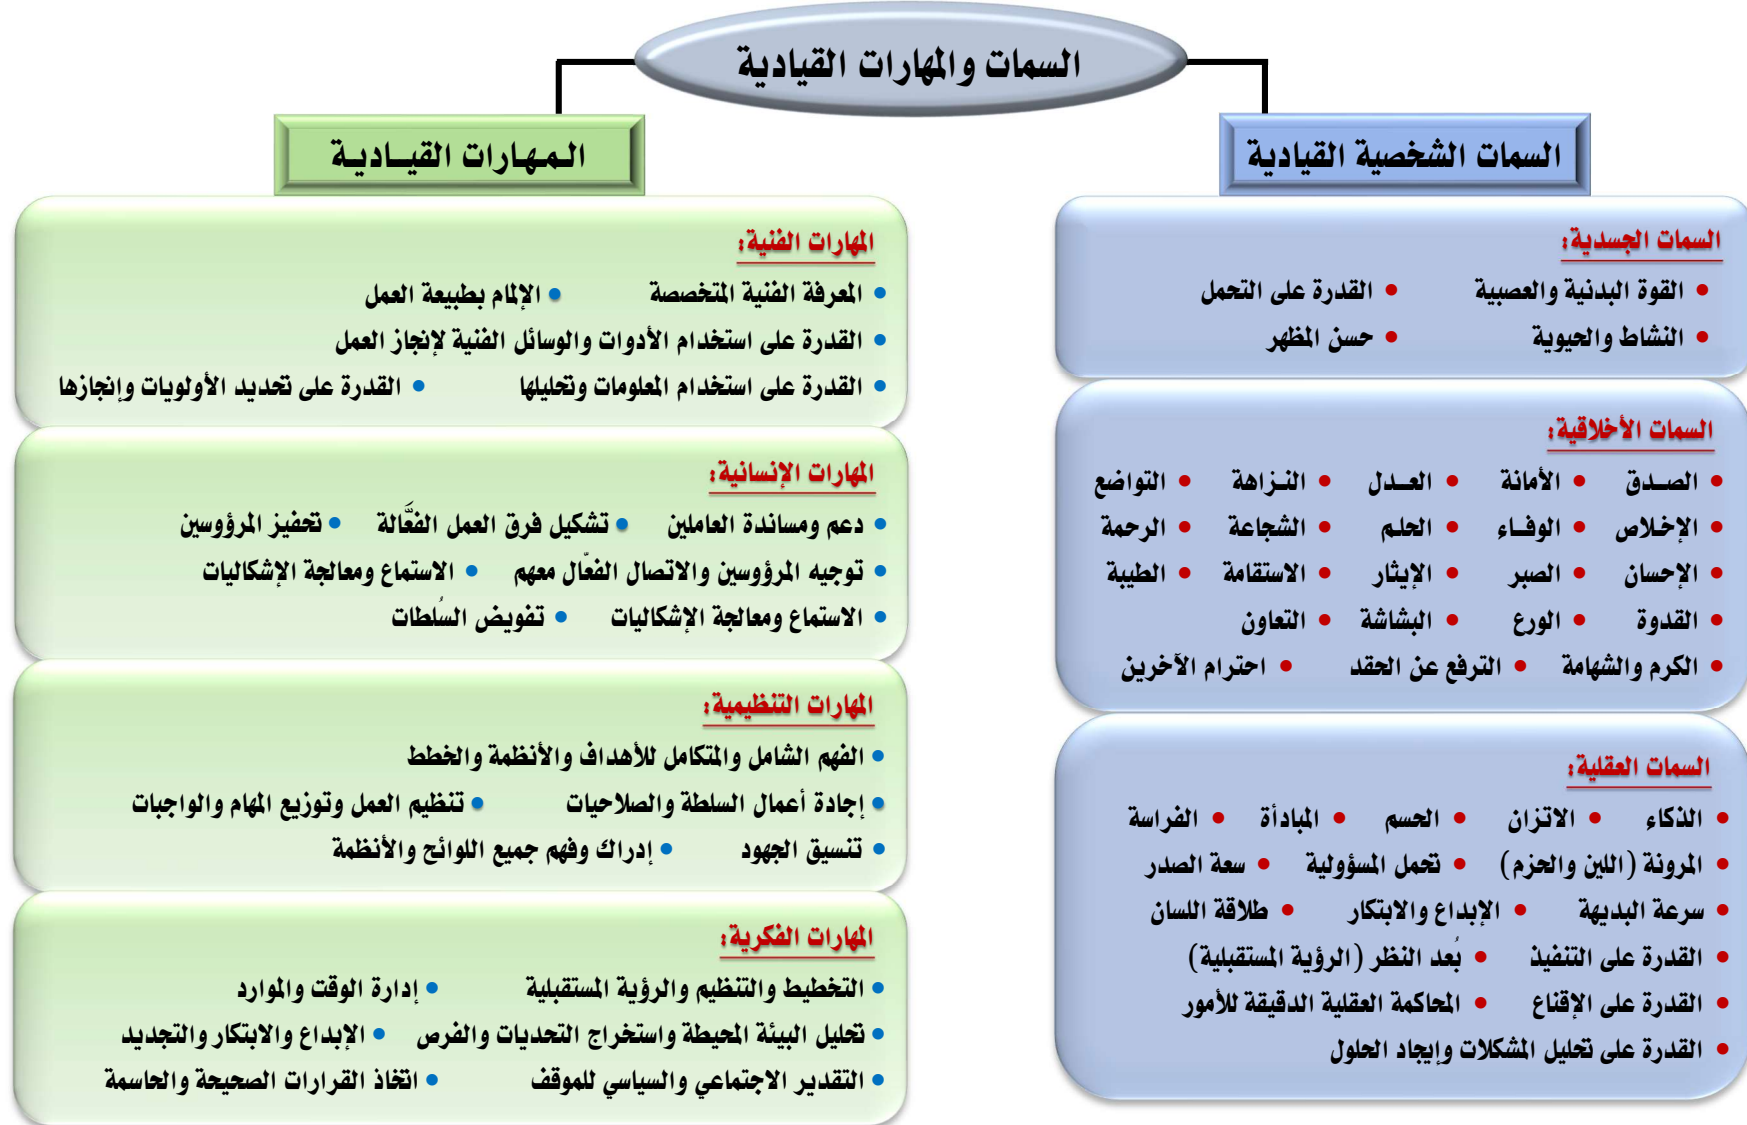 السمات والمهارات القيادية
السمات الشخصية القيادية
السمات الجسدية:
• القوة البدنية والعصبية • القدرة على التحمل
• النشاط والحيوية • حسن المظهر
السمات الأخلاقية:
• الصدق • الأمانة • العدل • النزاهة • التواضع
• الإخلاص • الوفاء • الحلم • الشجاعة • الرحمة
• الإحسان • الصبر • الإيثار • الاستقامة • الطيبة
• القدوة • الورع • البشاشة • التعاون
• الكرم والشهامة • الترفع عن الحقد • احترام الآخرين
السمات العقلية:
• الذكاء • الاتزان • الحسم • المبادأة • الفراسة
• المرونة (اللين والحزم) • تحمل المسؤولية • سعة الصدر
• سرعة البديهة • الإبداع والابتكار • طلاقة اللسان
• القدرة على التنفيذ • بُعد النظر (الرؤية المستقبلية)
• القدرة على الإقناع • المحاكمة العقلية الدقيقة للأمور
• القدرة على تحليل المشكلات وإيجاد الحلول
المهارات القيادية
المهارات الفنية:
• المعرفة الفنية المتخصصة • الإلمام بطبيعة العمل
• القدرة على استخدام الأدوات والوسائل الفنية لإنجاز العمل
• القدرة على استخدام المعلومات وتحليلها • القدرة على تحديد الأولويات وإنجازها
المهارات الإنسانية:
• دعم ومساندة العاملين • تشكيل فرق العمل الفعَّالة • تحفيز المرؤوسين
• توجيه المرؤوسين والاتصال الفعّال معهم • الاستماع ومعالجة الإشكاليات
• الاستماع ومعالجة الإشكاليات • تفويض السُلطات
المهارات التنظيمية:
• الفهم الشامل والمتكامل للأهداف والأنظمة والخطط
• إجادة أعمال السلطة والصلاحيات • تنظيم العمل وتوزيع المهام والواجبات
• تنسيق الجهود • إدراك وفهم جميع اللوائح والأنظمة
المهارات الفكرية:
• التخطيط والتنظيم والرؤية المستقبلية • إدارة الوقت والموارد
• تحليل البيئة المحيطة واستخراج التحديات والفرص • الإبداع والابتكار والتجديد
• التقدير الاجتماعي والسياسي للموقف • اتخاذ القرارات الصحيحة والحاسمة